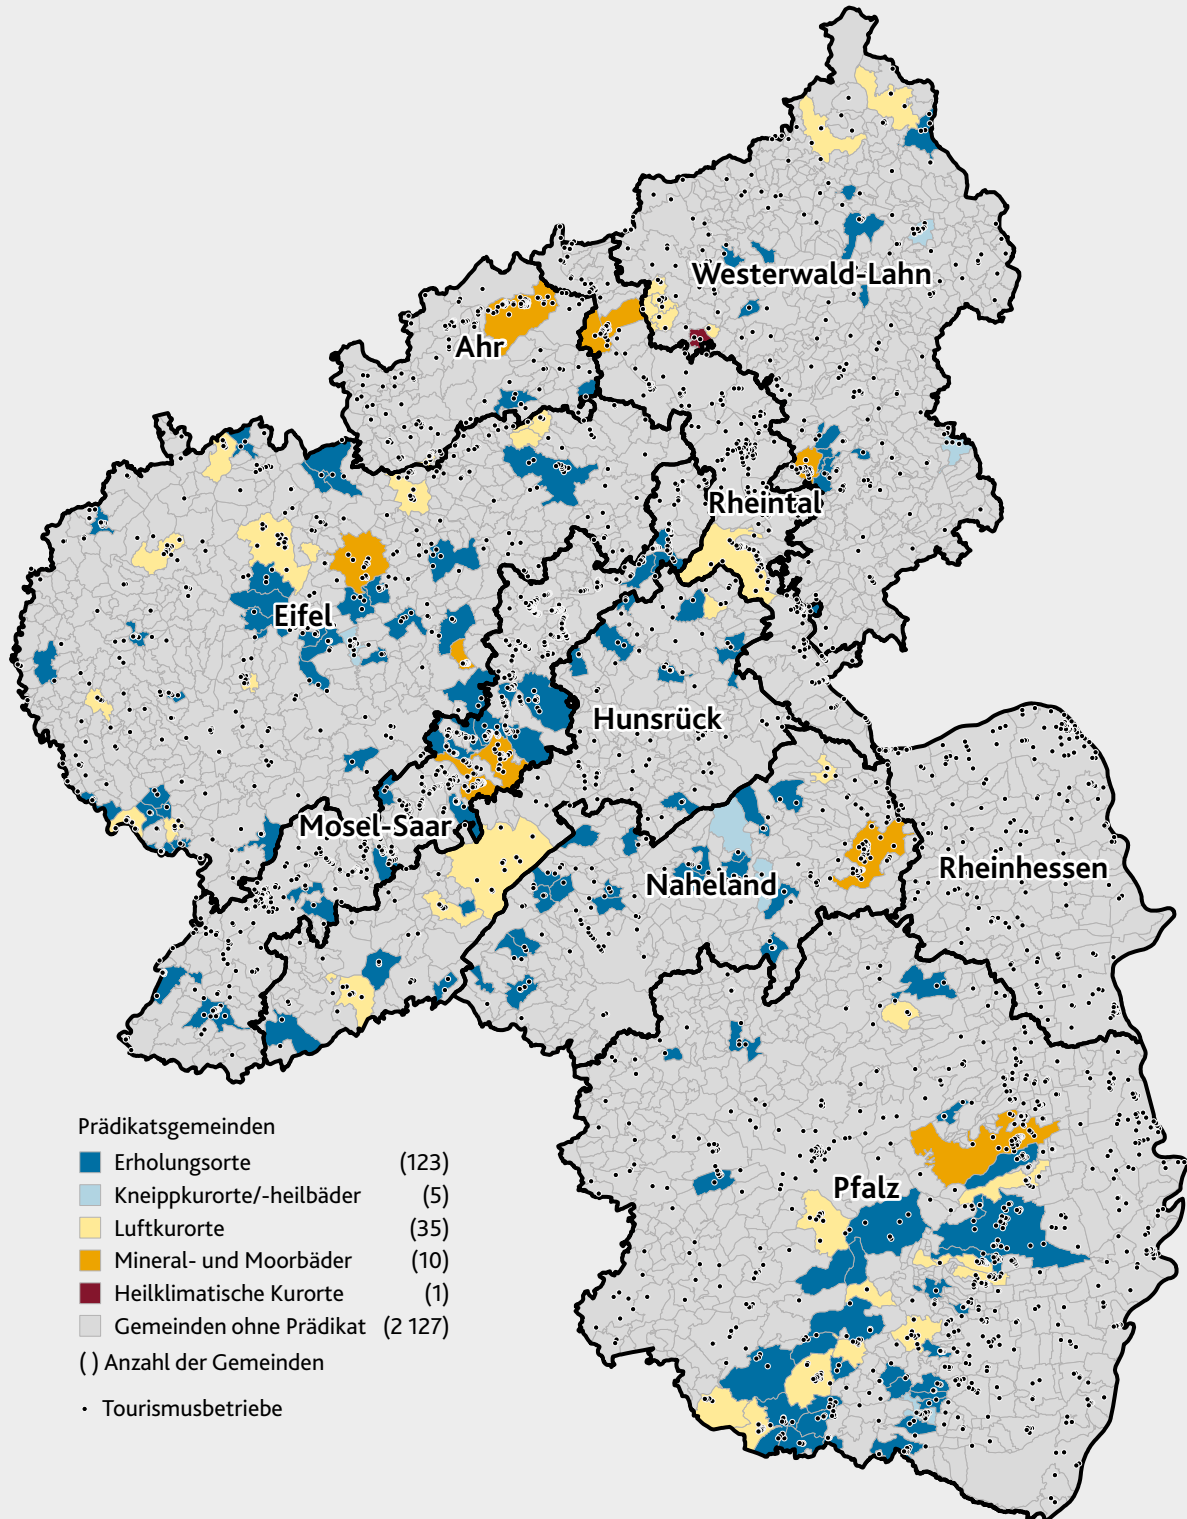 Westerwald-Lahn
Ahr
Rheintal
Eifel
Hunsrück
Mosel-Saar
Naheland
Rheinhessen
Pfalz
Prädikatsgemeinden
Erholungsorte (123)
Kneippkurorte/-heilbäder (5)
Luftkurorte (35)
Mineral- und Moorbäder (10)
Heilklimatische Kurorte (1)
Gemeinden ohne Prädikat (2 127)
( ) Anzahl der Gemeinden
Tourismusbetriebe